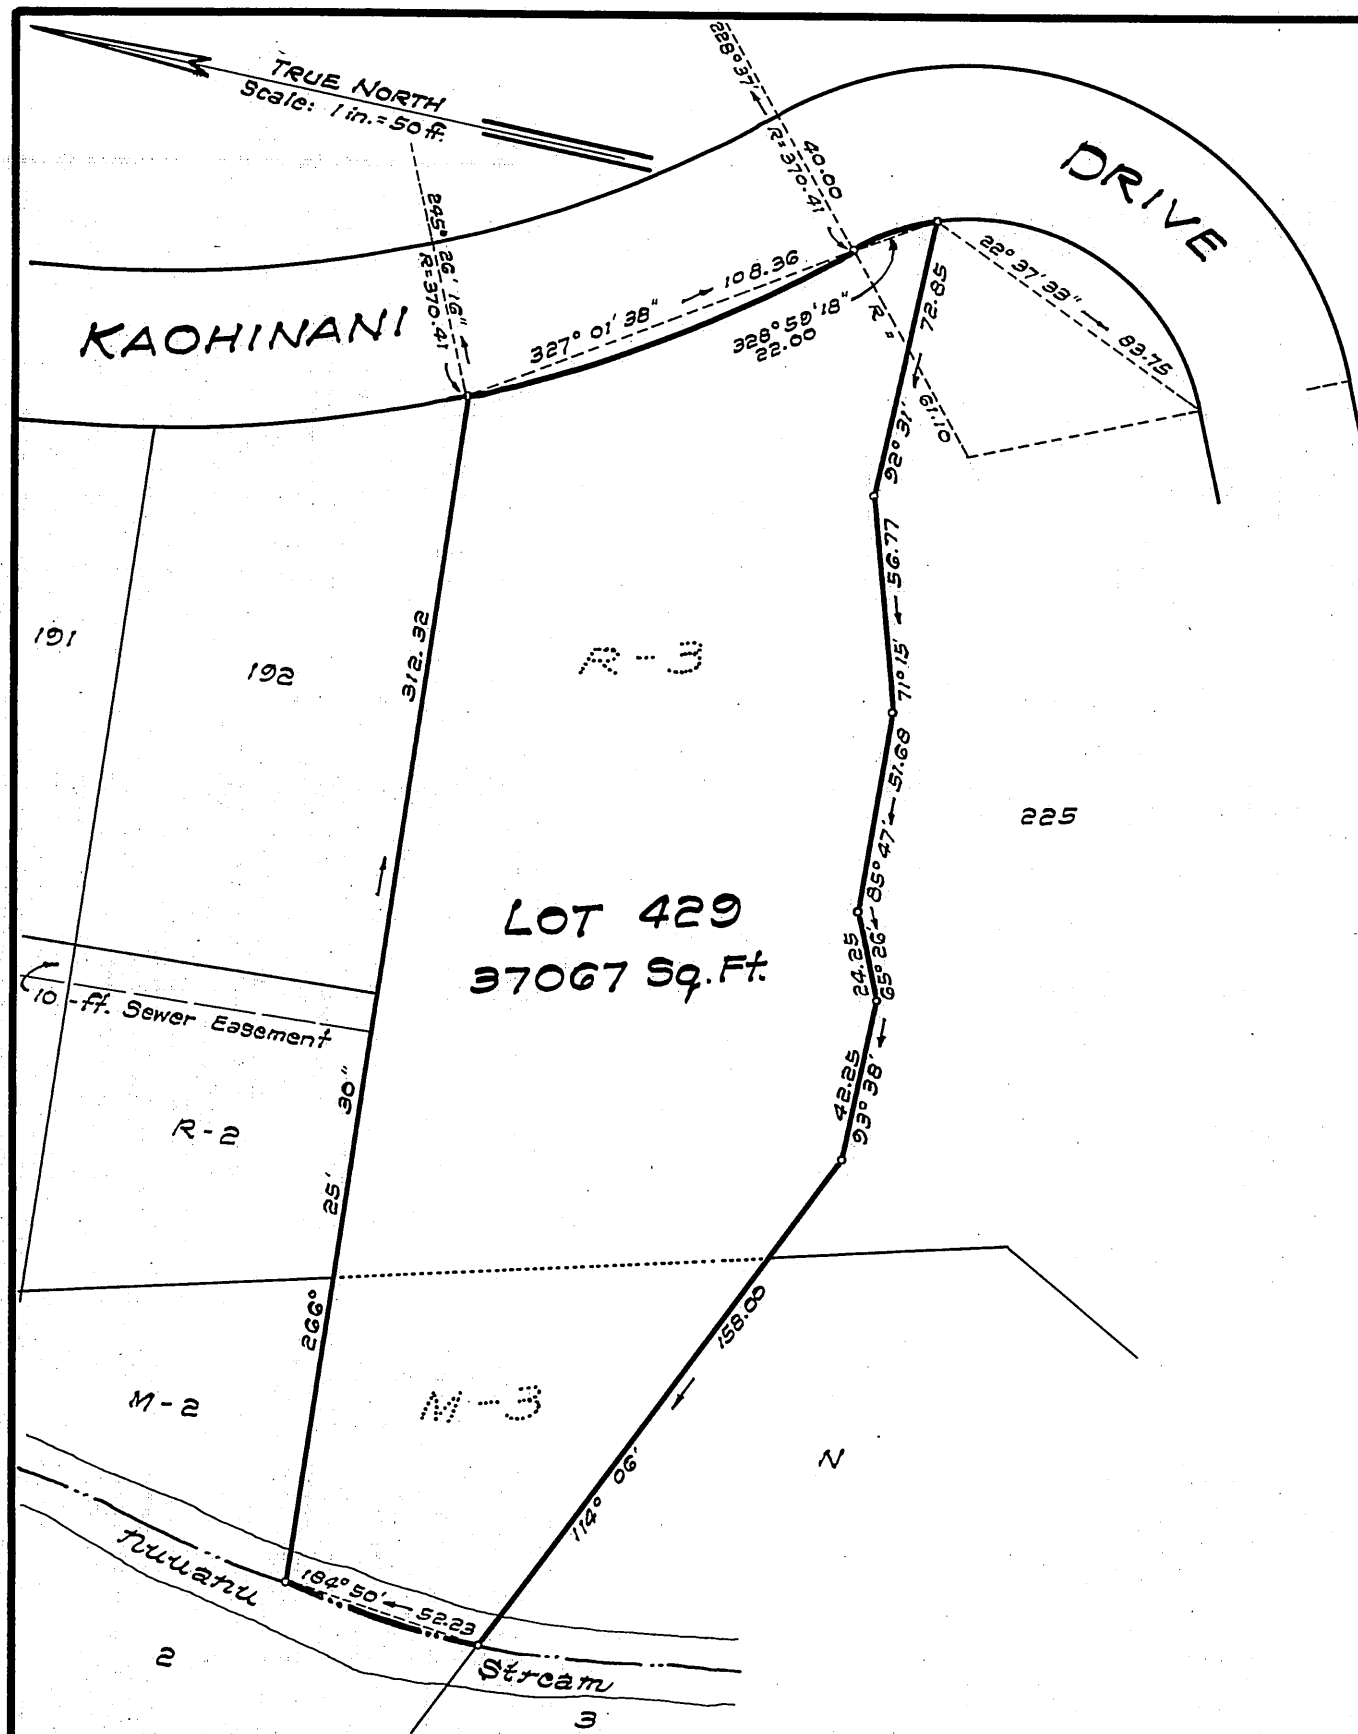 TRUE NORTH
Scale: 1 in.=50 ft.
228° 37'
R=370.41
40.00
DRIVE
245° 26' 16"
R=370.41
KAOHINANI
327° 01' 38" 108.36
328° 59' 18"
22.00
R =
61.10
22° 37' 33" 83.75
72.85
92° 31'
56.77
71° 15'
191
192
312.32
R-3
51.68
85° 47'
225
LOT 429
37067 Sq.Ft.
24.25
65° 26'
10-ft. Sewer Easement
42.25
93° 38'
30"
R-2
25'
266°
158.00
M-2
M-3
N
114° 06'
Nuuanu
184° 50' 52.23
2
Stream
3